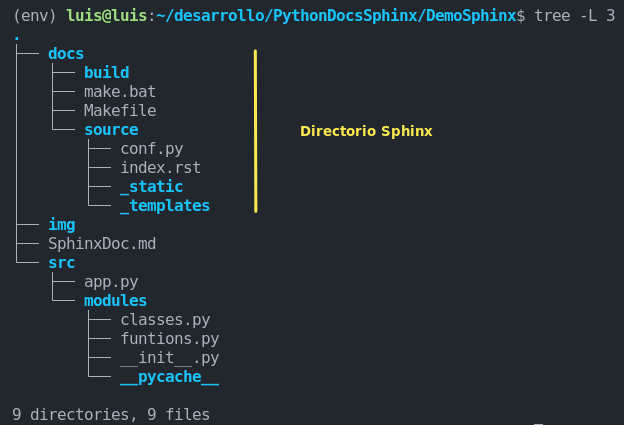 (env) luis@luis:~/desarrollo/PythonDocsSphinx/DemoSphinx$ tree -L 3
.
├── docs
│   ├── build
│   ├── make.bat
│   ├── Makefile
│   └── source
│       ├── conf.py
│       ├── index.rst
│       ├── _static
│       └── _templates
├── img
├── SphinxDoc.md
└── src
    ├── app.py
    └── modules
        ├── classes.py
        ├── funtions.py
        ├── __init__.py
        └── __pycache__
Directorio Sphinx
9 directories, 9 files